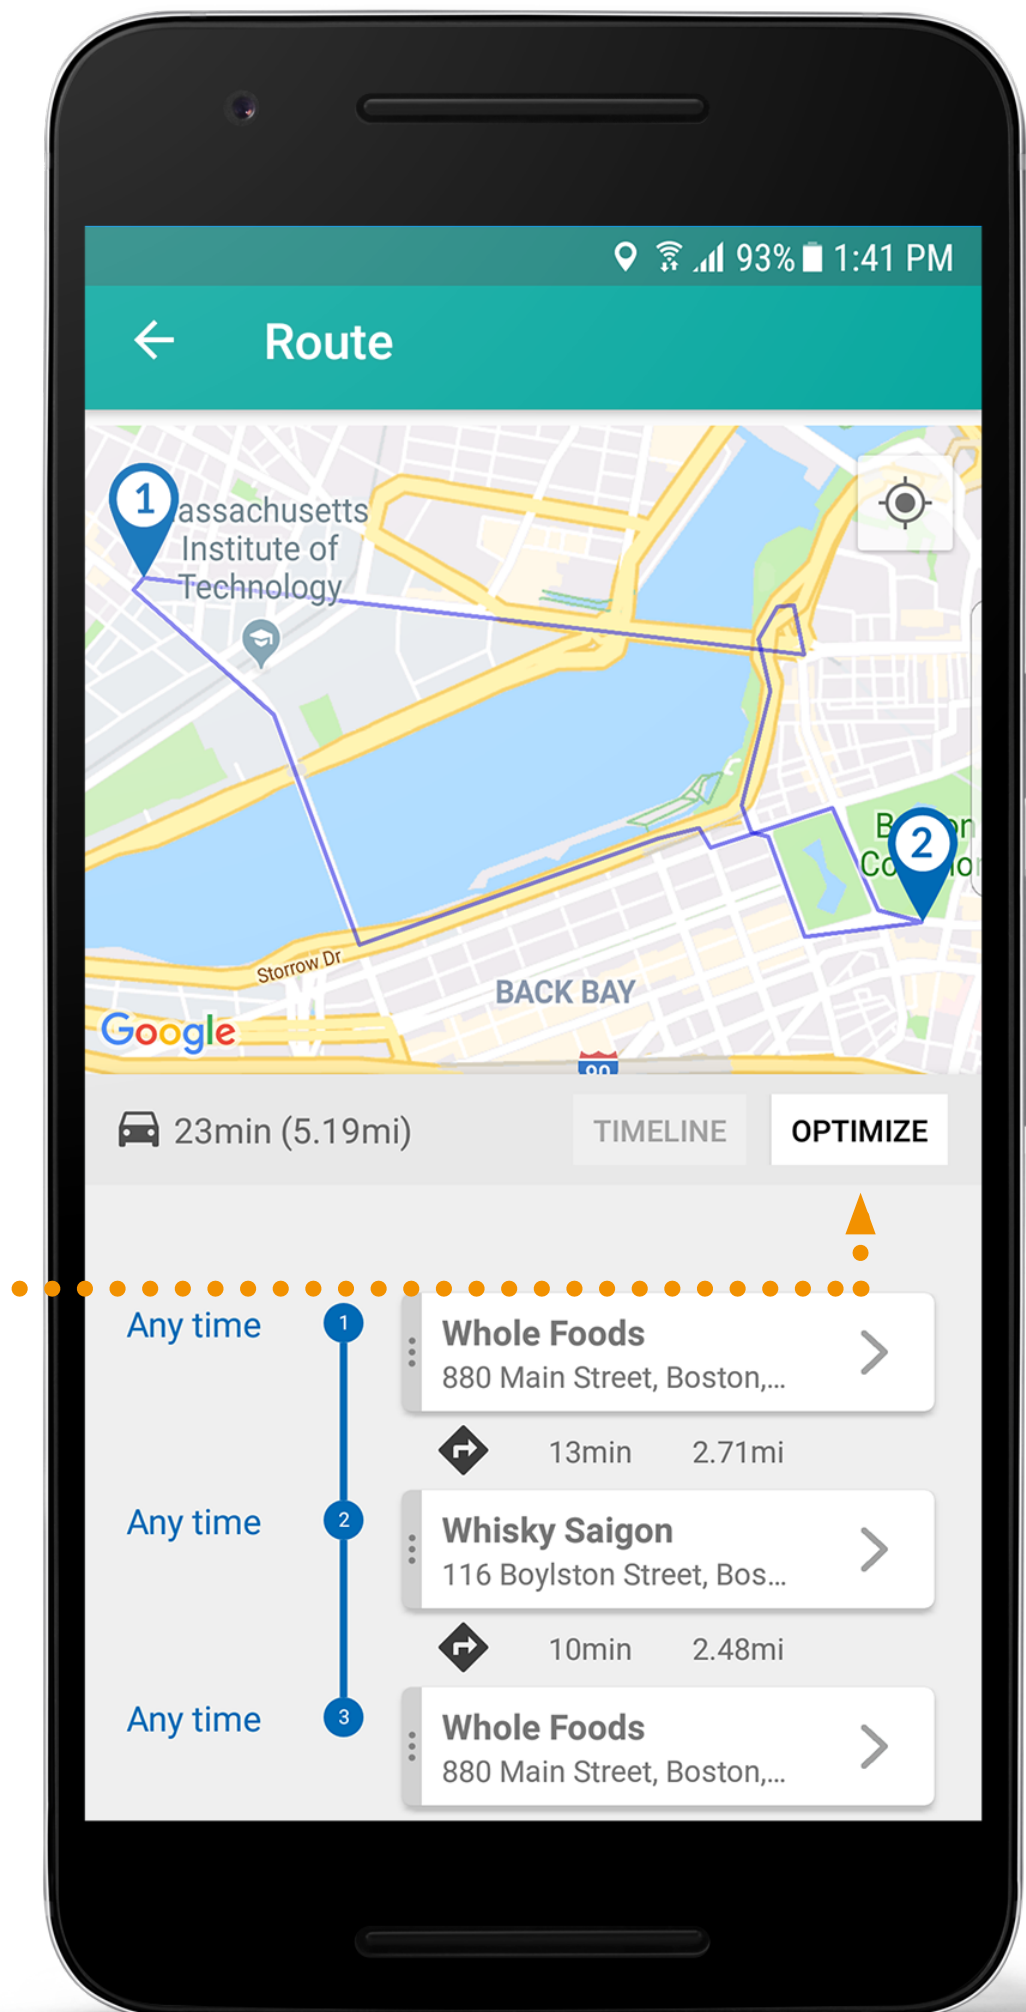 93% 1:41 PM
Route
1
assachusetts
Institute of
Technology
2
Storrow Dr
BACK BAY
Google
90
23min (5.19mi)
TIMELINE
OPTIMIZE
Any time
1
Whole Foods
880 Main Street, Boston,...
13min 2.71mi
Any time
2
Whisky Saigon
116 Boylston Street, Bos...
10min 2.48mi
Any time
3
Whole Foods
880 Main Street, Boston,...